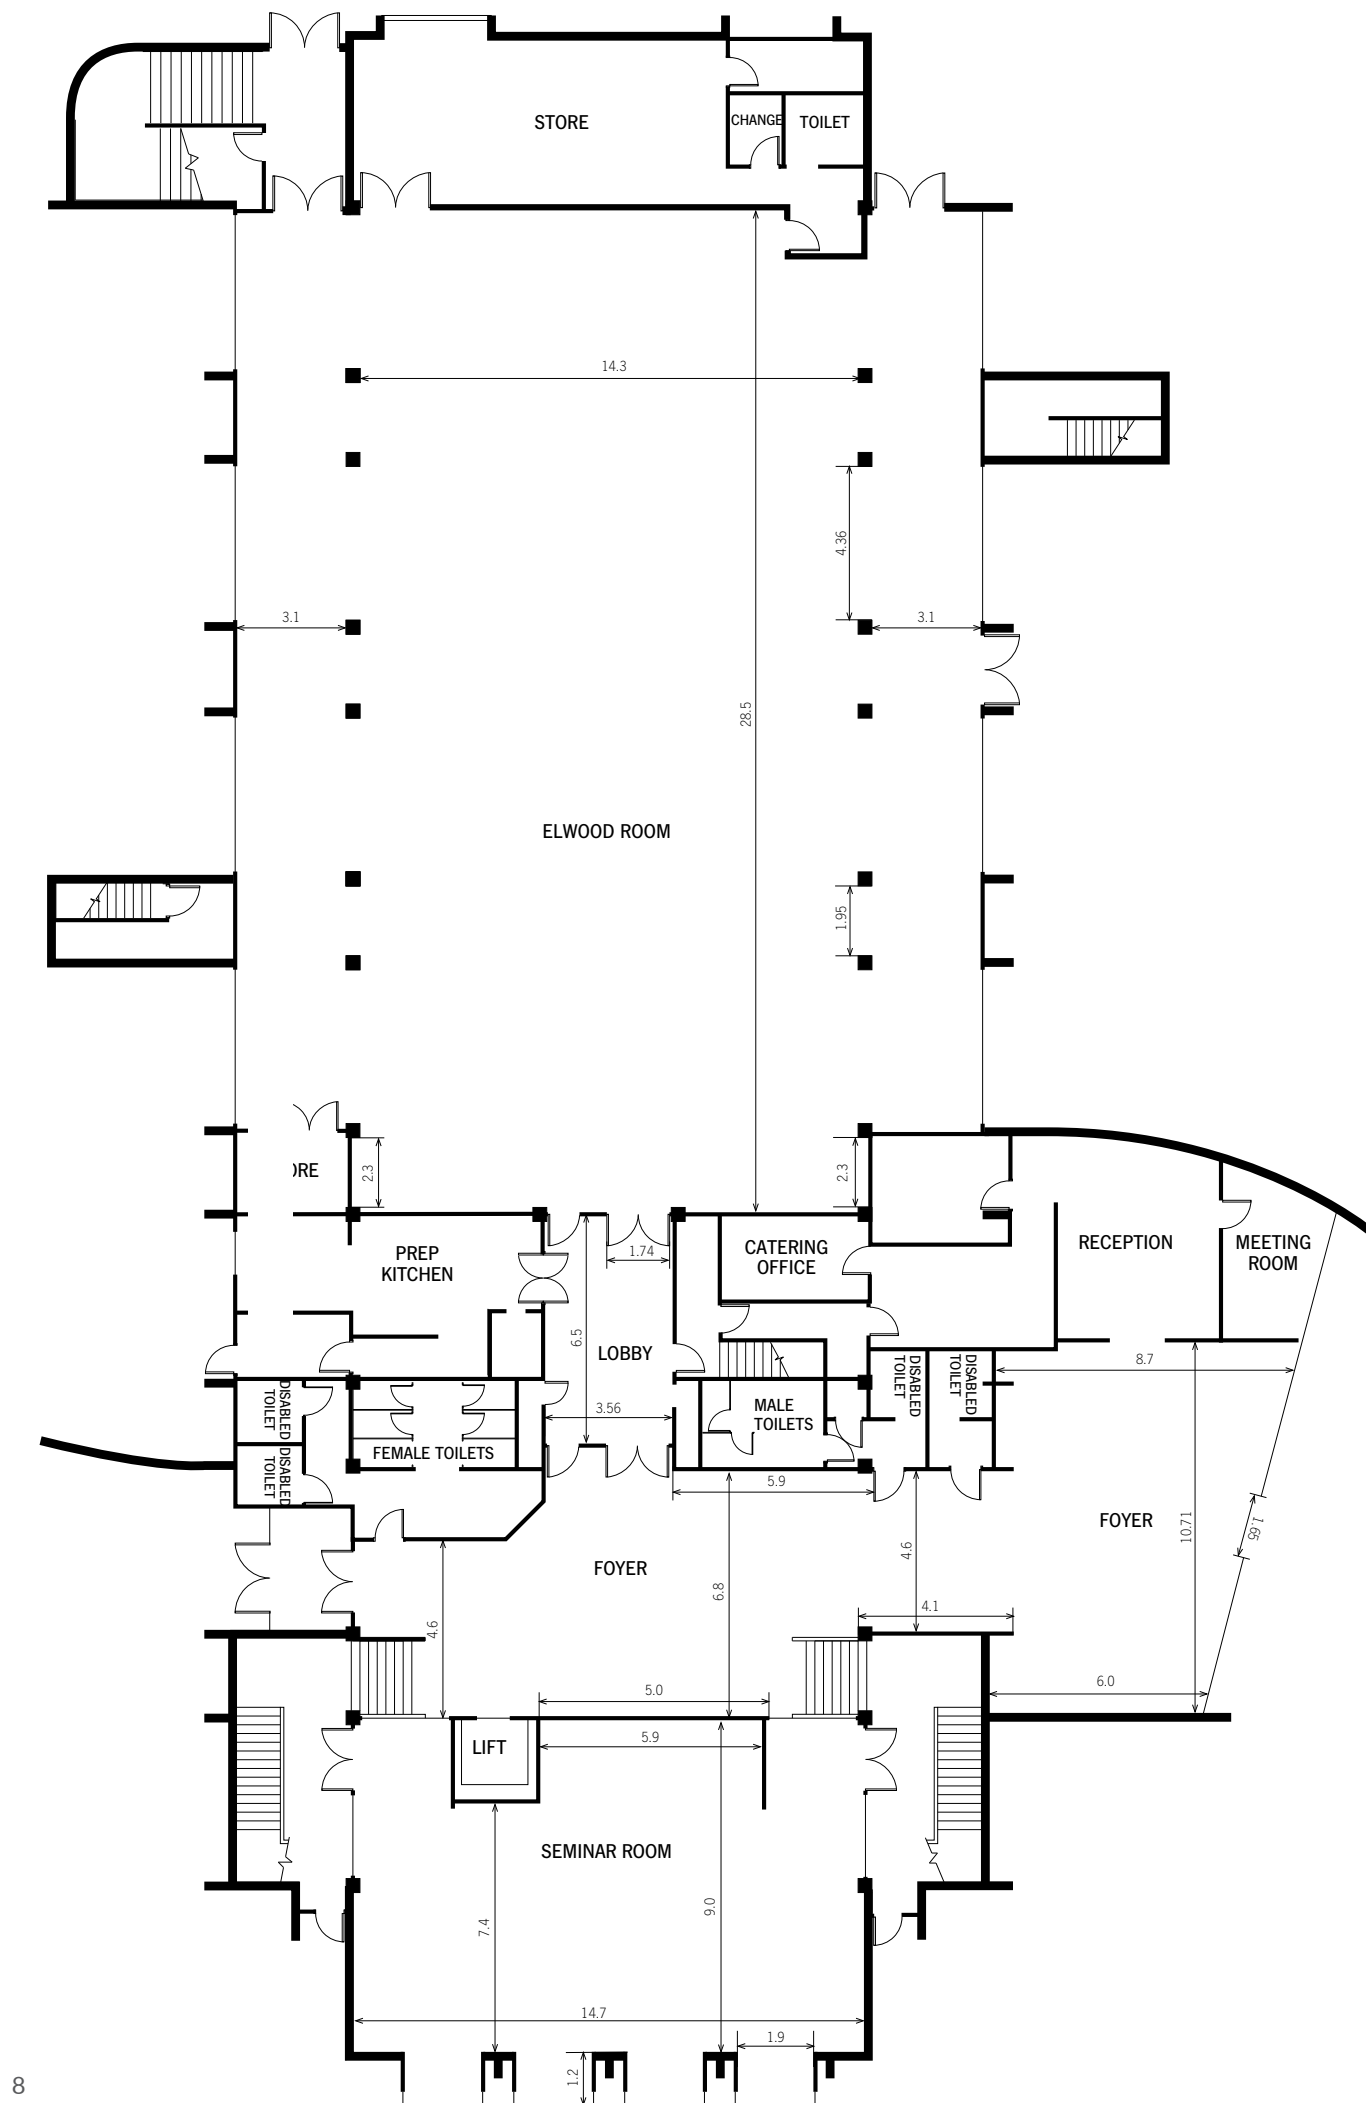 STORE
CHANGE
TOILET
14.3
4.36
3.1
3.1
28.5
ELWOOD ROOM
1.95
2.3
ORE
2.3
PREP
KITCHEN
1.74
CATERING
OFFICE
RECEPTION
MEETING
ROOM
6.5
LOBBY
DISABLED
TOILET
DISABLED
TOILET
8.7
DISABLED
TOILET
3.56
MALE
TOILETS
FEMALE TOILETS
DISABLED
TOILET
5.9
FOYER
10.71
1.65
4.6
FOYER
6.8
4.1
4.6
6.0
5.0
5.9
LIFT
SEMINAR ROOM
9.0
7.4
14.7
1.9
1.2
8